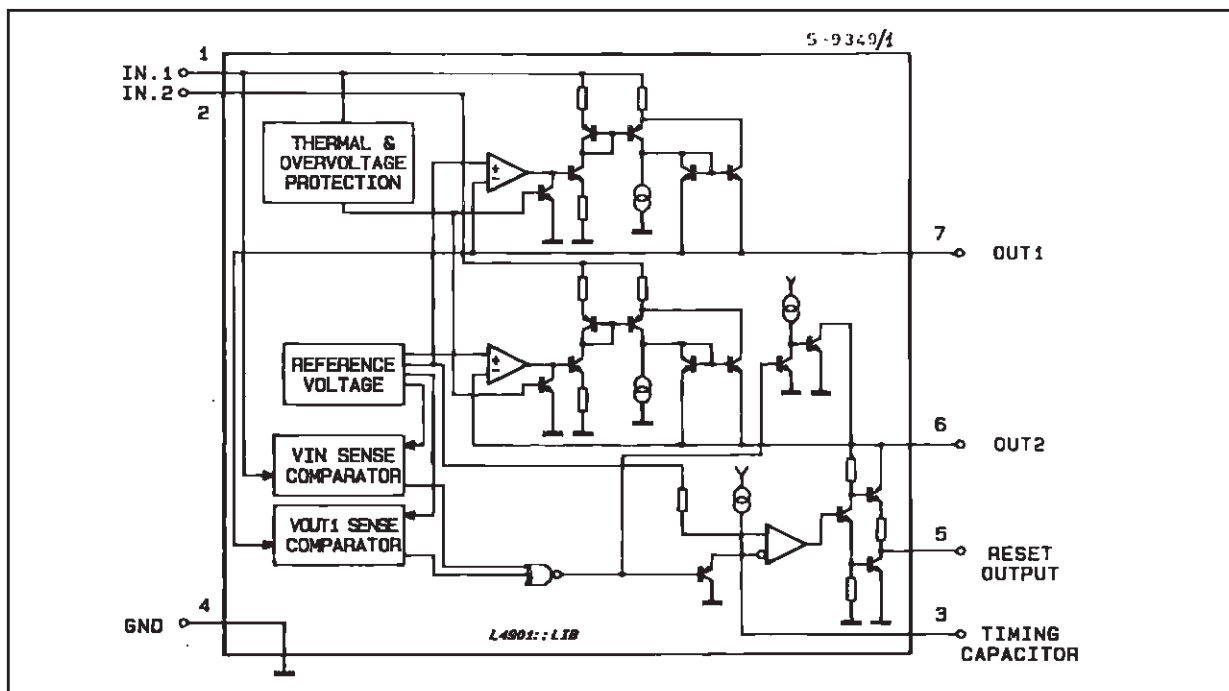 S-9349/1
1
IN.1
IN.2
2
THERMAL &
OVERVOLTAGE
PROTECTION
+
-
7
OUT1
REFERENCE
VOLTAGE
+
-
6
OUT2
VIN SENSE
COMPARATOR
VOUT1 SENSE
COMPARATOR
5
RESET
OUTPUT
4
GND
3
TIMING
CAPACITOR
L4901::LIB